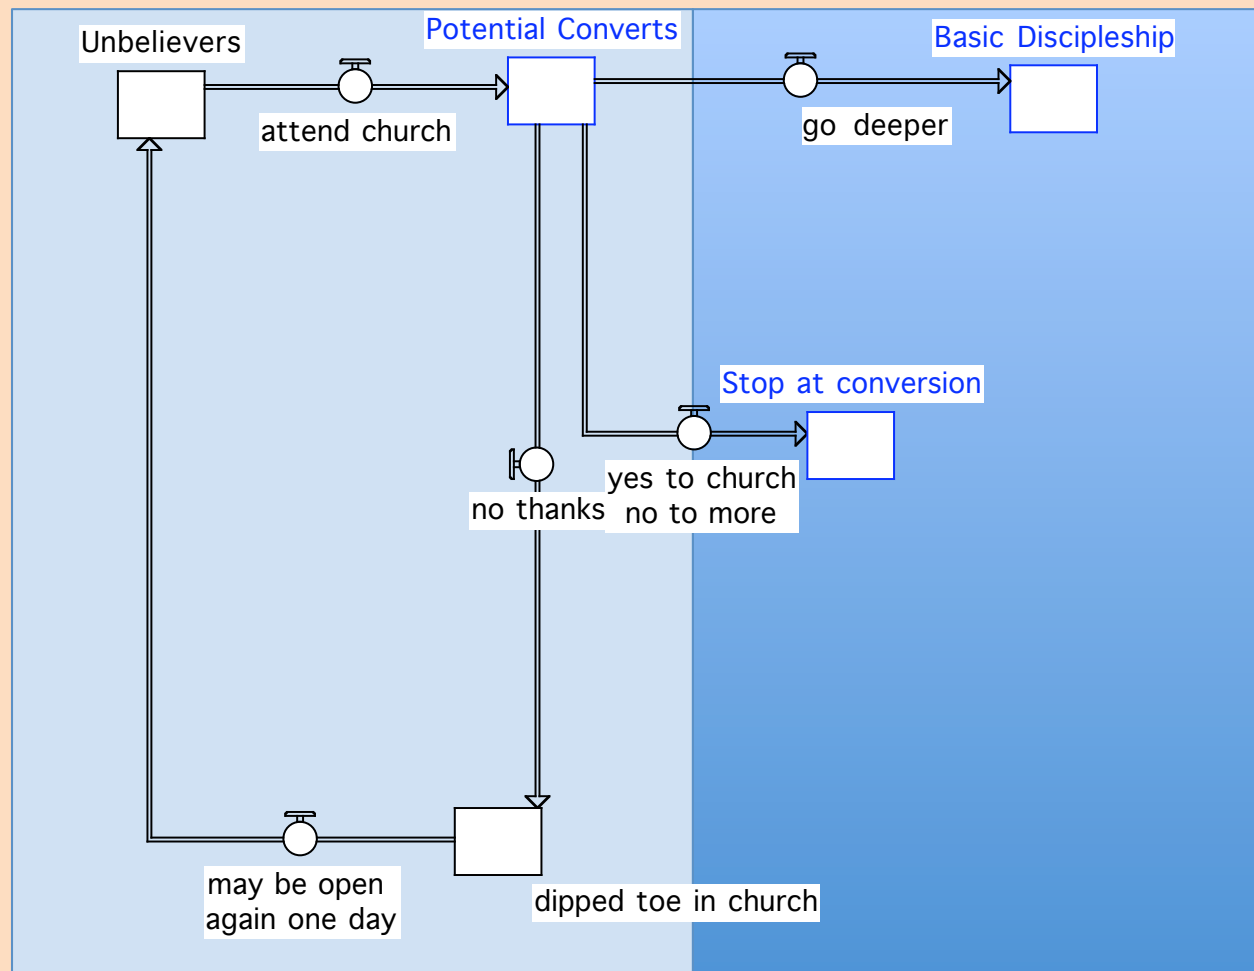 Unbelievers
Potential Converts
Basic Discipleship
attend church
go deeper
Stop at conversion
no thanks
yes to church
no to more
may be open
again one day
dipped toe in church